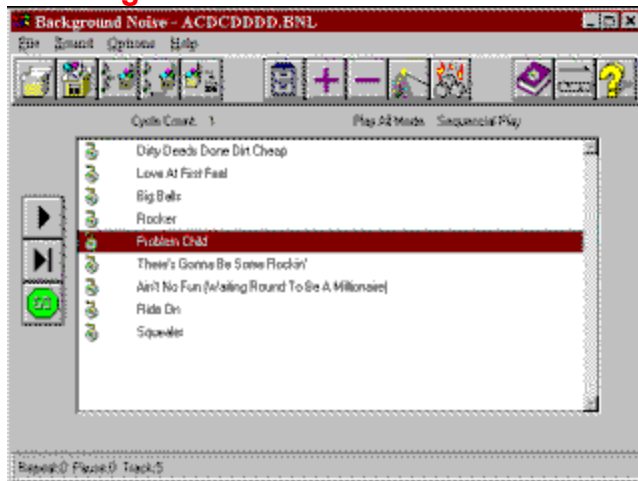 Background Noise - ACDCDDDD.BNL
File Sound Options Help
Cycle Count: 1 Play All Mode: Sequencial Play
Dirty Deeds Done Dirt Cheap
Love At First Feel
Big Balls
Rocker
Problem Child
There's Gonna Be Some Rockin'
Ain't No Fun (Waiting Round To Be A Millionaire)
Ride On
Squealer
Repeat:0 Pause:0 Track:5